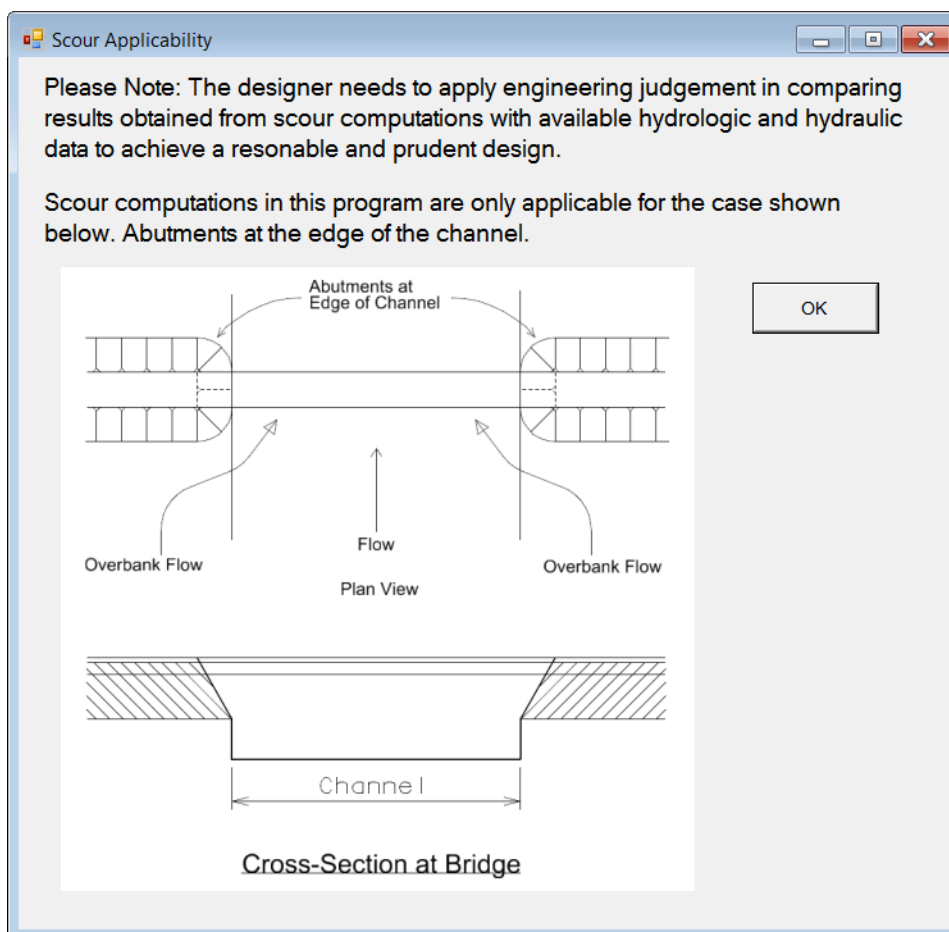 Scour Applicability
Please Note: The designer needs to apply engineering judgement in comparing
results obtained from scour computations with available hydrologic and hydraulic
data to achieve a resonable and prudent design.
Scour computations in this program are only applicable for the case shown
below. Abutments at the edge of the channel.
Abutments at
Edge of Channel
OK
Flow
Overbank Flow
Overbank Flow
Plan View
Channel
Cross-Section at Bridge